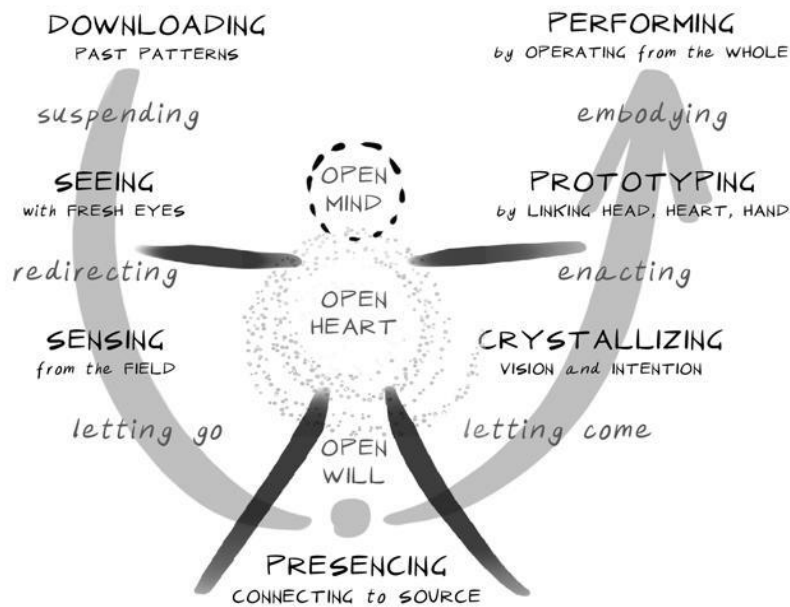 DOWNLOADING
PAST PATTERNS
suspending
SEEING
with FRESH EYES
redirecting
SENSING
from the FIELD
letting go
OPEN
MIND
OPEN
HEART
OPEN
WILL
PRESENCING
CONNECTING to SOURCE
PERFORMING
by OPERATING from the WHOLE
embodying
PROTOTYPING
by LINKING HEAD, HEART, HAND
enacting
CRYSTALLIZING
VISION and INTENTION
letting come